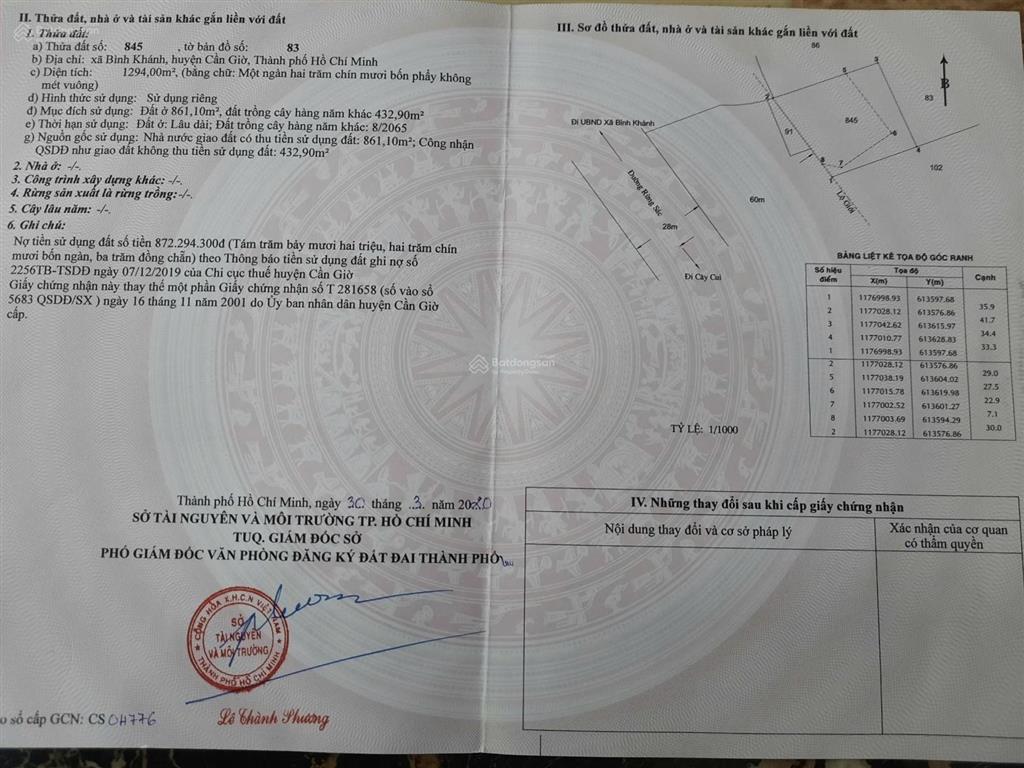 II. Thửa đất, nhà ở và tài sản khác gắn liền với đất
1. Thửa đất:
a) Thửa đất số: 845 , tờ bản đồ số: 83
b) Địa chỉ: xã Bình Khánh, huyện Cần Giờ, Thành phố Hồ Chí Minh
c) Diện tích: 1294,00m², (bằng chữ: Một ngàn hai trăm chín mươi bốn phẩy không
mét vuông)
d) Hình thức sử dụng: Sử dụng riêng
đ) Mục đích sử dụng: Đất ở 861,10m², đất trồng cây hàng năm khác 432,90m²
e) Thời hạn sử dụng: Đất ở: Lâu dài; Đất trồng cây hàng năm khác: 8/2065
g) Nguồn gốc sử dụng: Nhà nước giao đất có thu tiền sử dụng đất: 861,10m²; Công nhận
QSDĐ như giao đất không thu tiền sử dụng đất: 432,90m²
2. Nhà ở: -/-.
3. Công trình xây dựng khác: -/-.
4. Rừng sản xuất là rừng trồng:-/-.
5. Cây lâu năm: -/-.
6. Ghi chú:
Nợ tiền sử dụng đất số tiền 872.294.300đ (Tám trăm bảy mươi hai triệu, hai trăm chín
mươi bốn ngàn, ba trăm đồng chẵn) theo Thông báo tiền sử dụng đất ghi nợ số
2256TB-TSDĐ ngày 07/12/2019 của Chi cục thuế huyện Cần Giờ
Giấy chứng nhận này thay thế một phần Giấy chứng nhận số T 281658 (số vào sổ
5683 QSDĐ/SX ) ngày 16 tháng 11 năm 2001 do Ủy ban nhân dân huyện Cần Giờ
cấp.
Thành phố Hồ Chí Minh, ngày 30 tháng .3. năm 2020
SỞ TÀI NGUYÊN VÀ MÔI TRƯỜNG TP. HỒ CHÍ MINH
TUQ. GIÁM ĐỐC SỞ
PHÓ GIÁM ĐỐC VĂN PHÒNG ĐĂNG KÝ ĐẤT ĐAI THÀNH PHỐ
CỘNG HÒA X.H.C.N VIỆT NAM
SỞ
TÀI NGUYÊN
VÀ MÔI TRƯỜNG
THÀNH PHỐ HỒ CHÍ MINH
Lê Thành Phương
o sổ cấp GCN: CS 04776
III. Sơ đồ thửa đất, nhà ở và tài sản khác gắn liền với đất
86
5
3
B
83
2
Đi UBND Xã Bình Khánh
845
91
6
4
8
7
102
1
Lộ Giới
Đường Rừng Sác
60m
28m
Đi Cây Cui
TỶ LỆ: 1/1000
BẢNG LIỆT KÊ TỌA ĐỘ GÓC RANH
Số hiệu điểm Tọa độ Cạnh
X(m) Y(m)
1 1176998.93 613597.68
35.9
2 1177028.12 613576.86
41.7
3 1177042.62 613615.97
34.4
4 1177010.77 613628.83
33.3
1 1176998.93 613597.68
2 1177028.12 613576.86
29.0
5 1177038.19 613604.02
27.5
6 1177015.78 613619.98
22.9
7 1177002.52 613601.27
7.1
8 1177003.69 613594.29
30.0
2 1177028.12 613576.86
Batdongsan
by PropertyGuru
IV. Những thay đổi sau khi cấp giấy chứng nhận
Nội dung thay đổi và cơ sở pháp lý
Xác nhận của cơ quan
có thẩm quyền